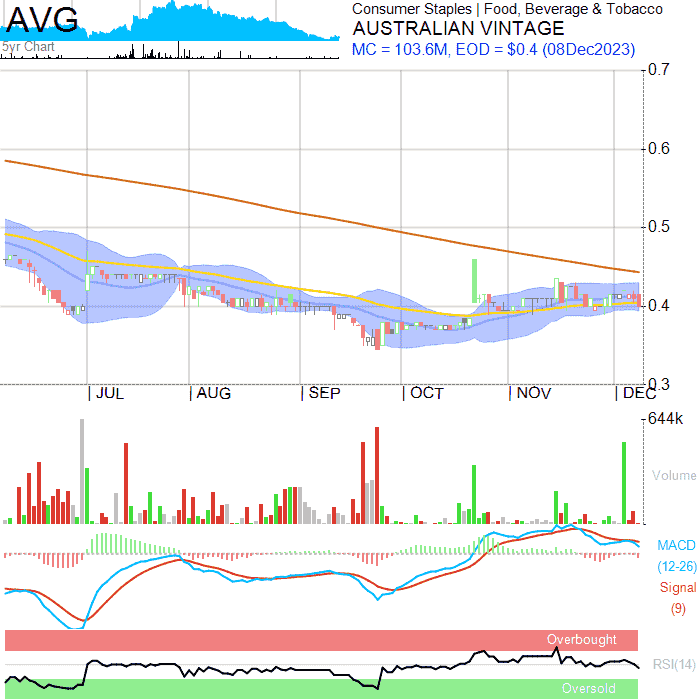 AVG
5yr Chart
Consumer Staples | Food, Beverage & Tobacco
AUSTRALIAN VINTAGE
MC = 103.6M, EOD = $0.4 (08Dec2023)
0.7
0.6
0.5
0.4
0.3
| JUL | AUG | SEP | OCT | NOV | DEC
644k
Volume
MACD
(12-26)
Signal
(9)
Overbought
RSI(14)
Oversold